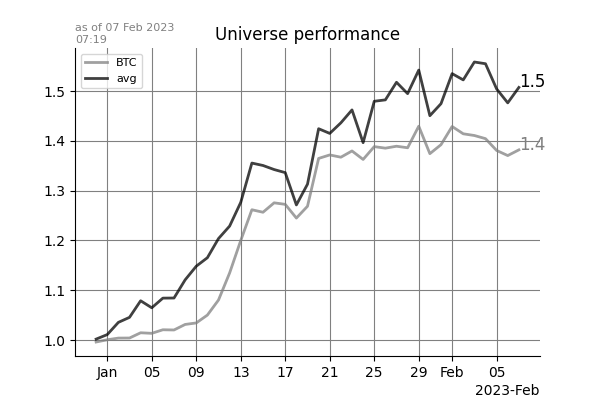 as of 07 Feb 2023
07:19
Universe performance
BTC
avg
1.5
1.4
1.5
1.4
1.3
1.2
1.1
1.0
Jan 05 09 13 17 21 25 29 Feb 05
2023-Feb